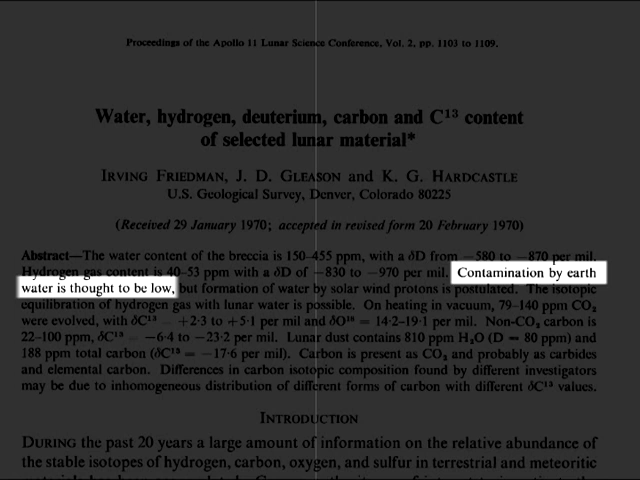 Proceedings of the Apollo 11 Lunar Science Conference, Vol. 2, pp. 1103 to 1109.
Water, hydrogen, deuterium, carbon and C¹³ content
of selected lunar material*
IRVING FRIEDMAN, J. D. GLEASON and K. G. HARDCASTLE
U.S. Geological Survey, Denver, Colorado 80225
(Received 29 January 1970; accepted in revised form 20 February 1970)
Abstract—The water content of the breccia is 150–455 ppm, with a δD from −580 to −870 per mil.
Hydrogen gas content is 40–53 ppm with a δD of −830 to −970 per mil. Contamination by earth
water is thought to be low, but formation of water by solar wind protons is postulated. The isotopic
equilibration of hydrogen gas with lunar water is possible. On heating in vacuum, 79–140 ppm CO₂
were evolved, with δC¹³ = +2·3 to +5·1 per mil and δO¹⁸ = 14·2–19·1 per mil. Non-CO₂ carbon is
22–100 ppm, δC¹³ = −6·4 to −23·2 per mil. Lunar dust contains 810 ppm H₂O (D = 80 ppm) and
188 ppm total carbon (δC¹³ = −17·6 per mil). Carbon is present as CO₂ and probably as carbides
and elemental carbon. Differences in carbon isotopic composition found by different investigators
may be due to inhomogeneous distribution of different forms of carbon with different δC¹³ values.
INTRODUCTION
DURING the past 20 years a large amount of information on the relative abundance of
the stable isotopes of hydrogen, carbon, oxygen, and sulfur in terrestrial and meteoritic